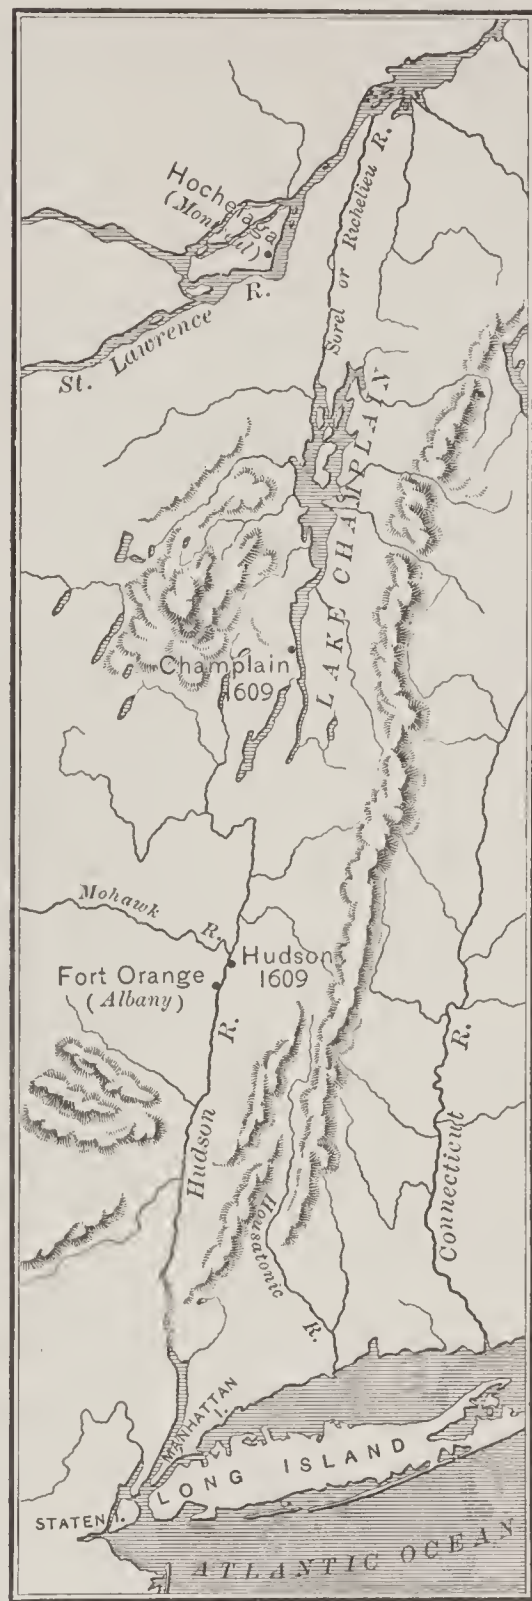 Sorel or Richelieu R.
Hochelaga
(Montreal)
St. Lawrence R.
LAKE CHAMPLAIN
Champlain
1609
Mohawk R.
Hudson
1609
Fort Orange
(Albany)
Hudson R.
Connecticut R.
Housatonic R.
MANHATTAN I.
LONG ISLAND
STATEN I.
ATLANTIC OCEAN